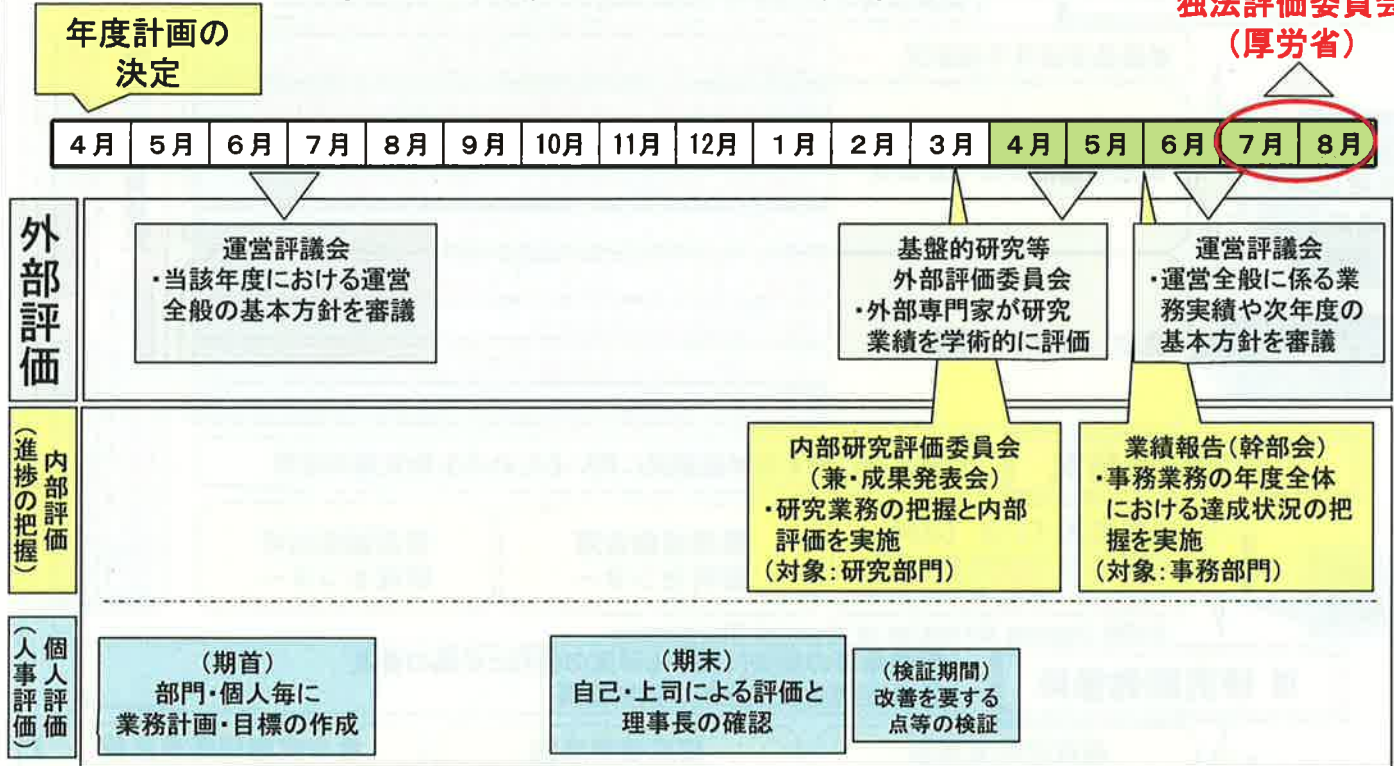 独法評価委員会
(厚労省)
年度計画の
決定
4月 5月 6月 7月 8月 9月 10月 11月 12月 1月 2月 3月 4月 5月 6月 7月 8月
外部評価
運営評議会
・当該年度における運営
全般の基本方針を審議
基盤的研究等
外部評価委員会
・外部専門家が研究
業績を学術的に評価
運営評議会
・運営全般に係る業
務実績や次年度の
基本方針を審議
内部評価
(進捗の把握)
内部研究評価委員会
(兼・成果発表会)
・研究業務の把握と内部
評価を実施
(対象:研究部門)
業績報告(幹部会)
・事務業務の年度全体
における達成状況の把
握を実施
(対象:事務部門)
個人評価
(人事評価)
(期首)
部門・個人毎に
業務計画・目標の作成
(期末)
自己・上司による評価と
理事長の確認
(検証期間)
改善を要する
点等の検証